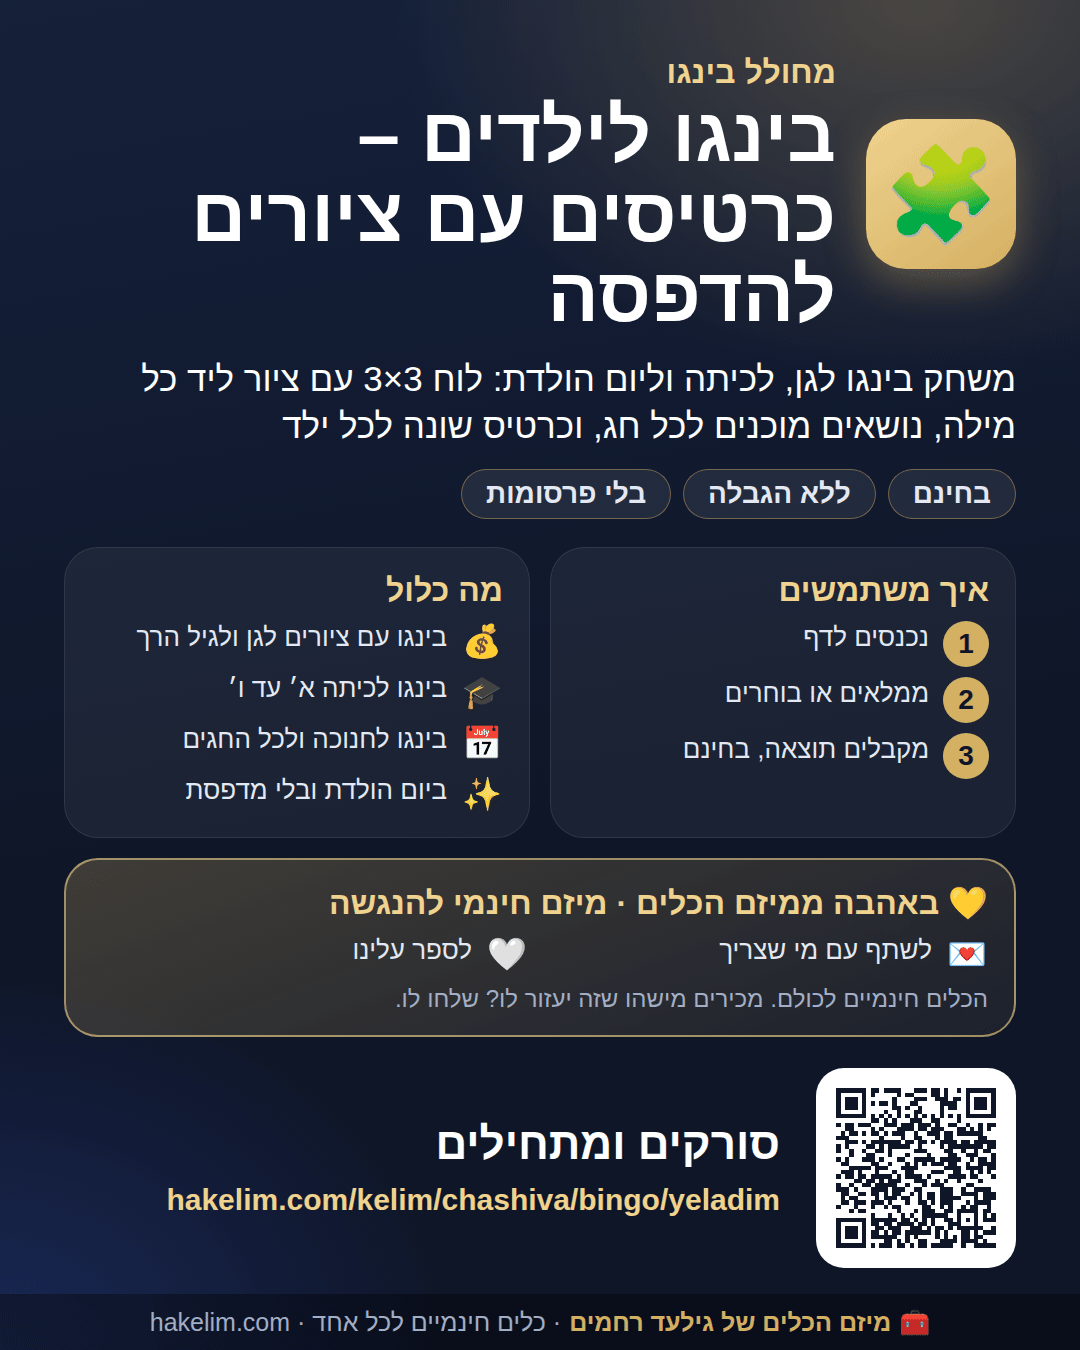 מחולל בינגו
בינגו לילדים –
כרטיסים עם ציורים
להדפסה
משחק בינגו לגן, לכיתה וליום הולדת: לוח 3×3 עם ציור ליד כל
מילה, נושאים מוכנים לכל חג, וכרטיס שונה לכל ילד
בחינם
ללא הגבלה
בלי פרסומות
איך משתמשים
1 נכנסים לדף
2 ממלאים או בוחרים
3 מקבלים תוצאה, בחינם
מה כלול
בינגו עם ציורים לגן ולגיל הרך
בינגו לכיתה א׳ עד ו׳
July 17 בינגו לחנוכה ולכל החגים
ביום הולדת ובלי מדפסת
💛 באהבה ממיזם הכלים · מיזם חינמי להנגשה
💌 לשתף עם מי שצריך
🤍 לספר עלינו
הכלים חינמיים לכולם. מכירים מישהו שזה יעזור לו? שלחו לו.
סורקים ומתחילים
hakelim.com/kelim/chashiva/bingo/yeladim
🧰 מיזם הכלים של גילעד רחמים · כלים חינמיים לכל אחד · hakelim.com